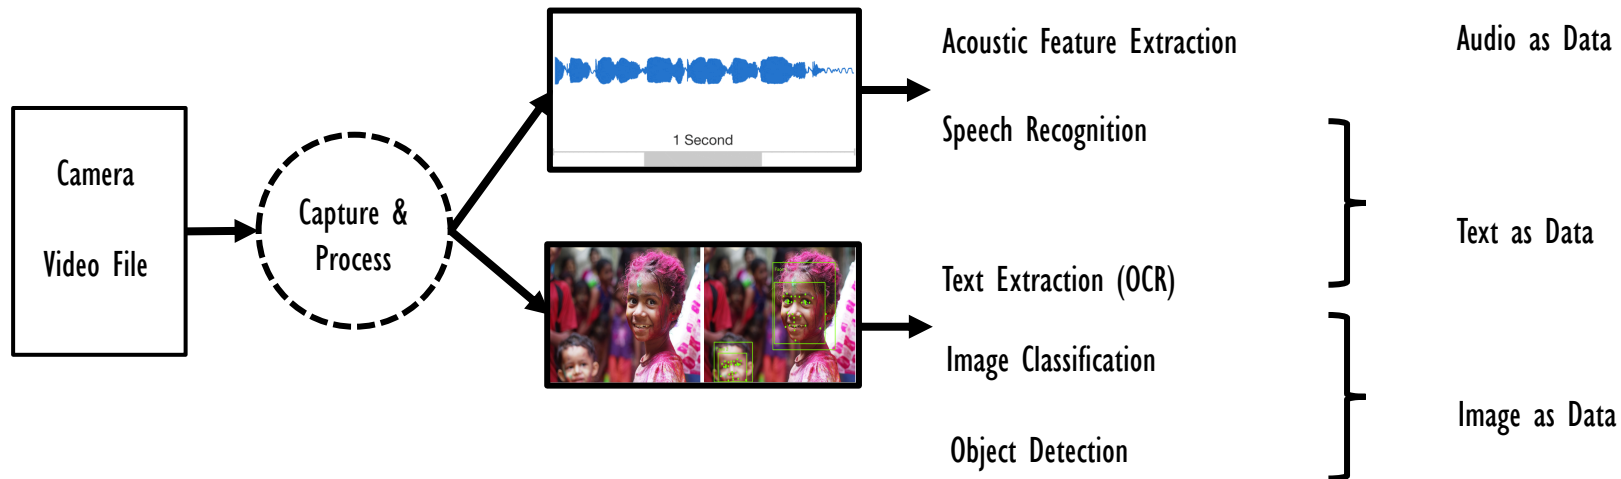 Camera
Video File
Capture &
Process
1 Second
Acoustic Feature Extraction
Speech Recognition
Text Extraction (OCR)
Image Classification
Object Detection
Audio as Data
Text as Data
Image as Data